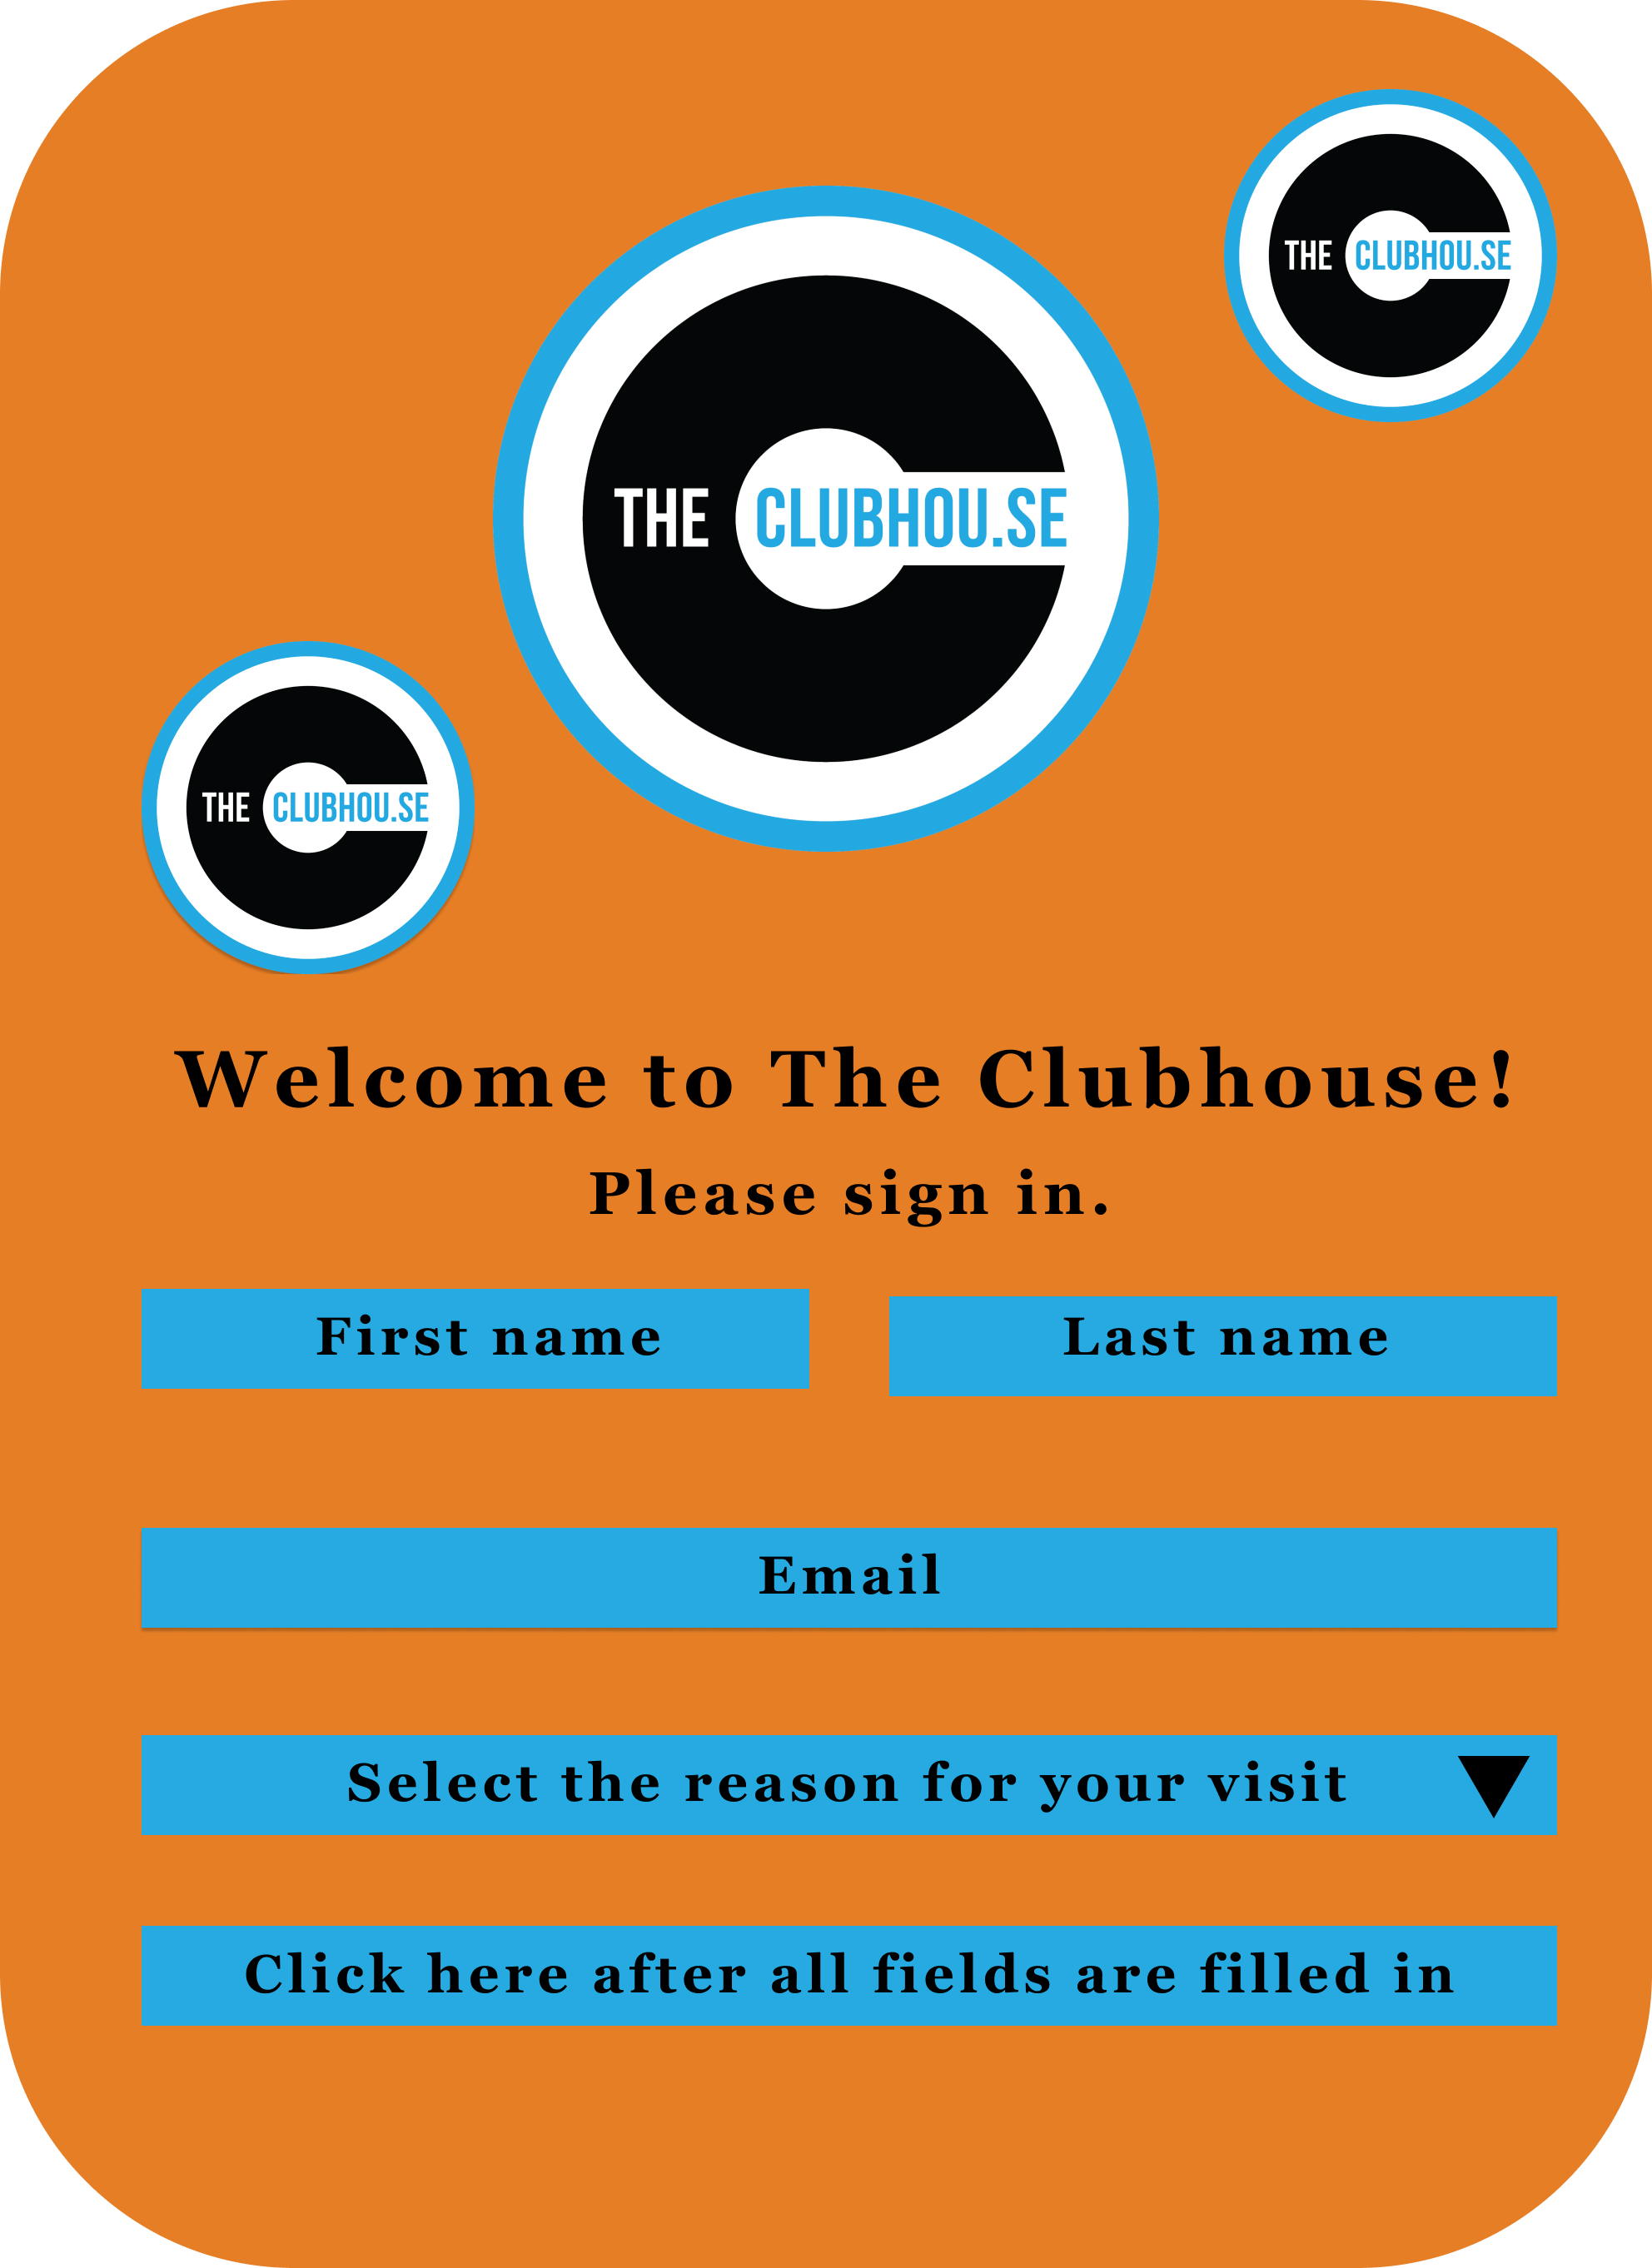 THE CLUBHOU.SE
THE CLUBHOU.SE
THE CLUBHOU.SE
Welcome to The Clubhouse!
Please sign in.
First name
Last name
Email
Select the reason for your visit
Click here after all fields are filled in